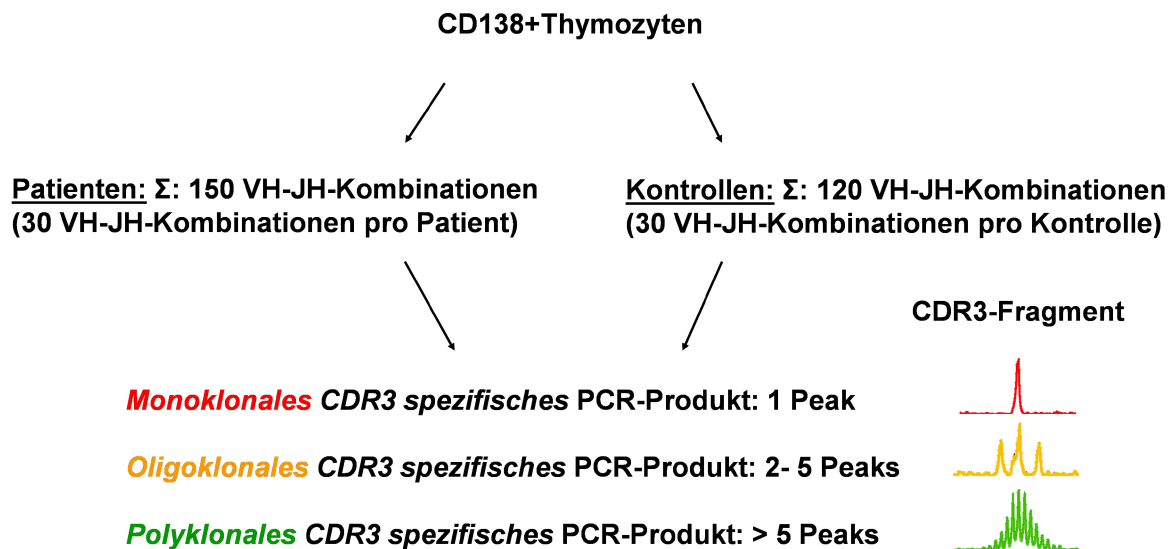 CD138+Thymozyten
Patienten: Σ: 150 VH-JH-Kombinationen
(30 VH-JH-Kombinationen pro Patient)
Kontrollen: Σ: 120 VH-JH-Kombinationen
(30 VH-JH-Kombinationen pro Kontrolle)
CDR3-Fragment
Monoklonales CDR3 spezifisches PCR-Produkt: 1 Peak
Oligoklonales CDR3 spezifisches PCR-Produkt: 2- 5 Peaks
Polyklonales CDR3 spezifisches PCR-Produkt: > 5 Peaks